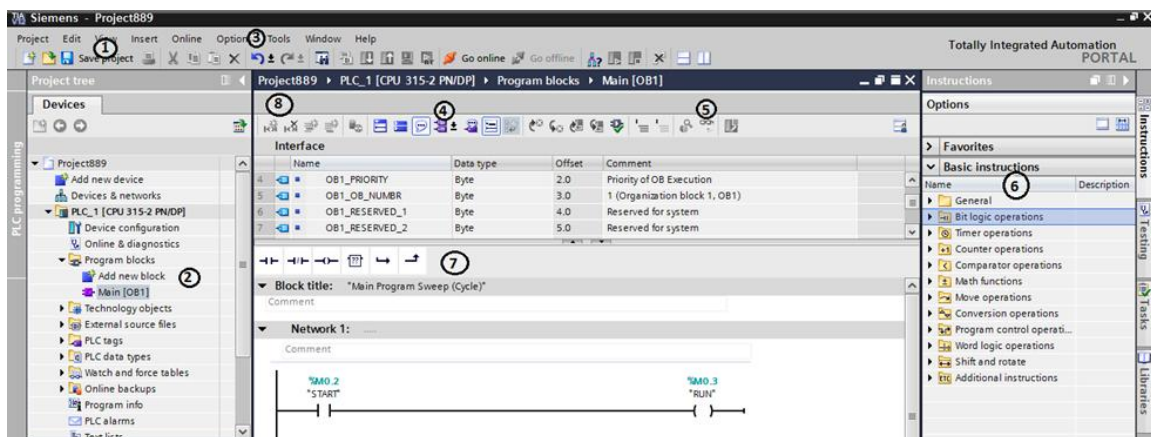 Siemens - Project889
Project Edit View Insert Online Options Tools Window Help
Totally Integrated Automation
PORTAL
Save project
Go online
Go offline
1
3
Project tree
Devices
PLC programming
Project889
Add new device
Devices & networks
PLC_1 [CPU 315-2 PN/DP]
Device configuration
Online & diagnostics
Program blocks
Add new block
2
Main [OB1]
Technology objects
External source files
PLC tags
PLC data types
Watch and force tables
Online backups
Program info
PLC alarms
Text lists
Project889 PLC_1 [CPU 315-2 PN/DP] Program blocks Main [OB1]
8
4
5
Interface
Name Data type Offset Comment
4 OB1_PRIORITY Byte 2.0 Priority of OB Execution
5 OB1_OB_NUMBR Byte 3.0 1 (Organization block 1, OB1)
6 OB1_RESERVED_1 Byte 4.0 Reserved for system
7 OB1_RESERVED_2 Byte 5.0 Reserved for system
7
Block title: "Main Program Sweep (Cycle)"
Comment
Network 1: .....
Comment
%M0.2
"START"
%M0.3
"RUN"
Instructions
Options
Favorites
Basic instructions
Name Description
6
General
Bit logic operations
Timer operations
Counter operations
Comparator operations
Math functions
Move operations
Conversion operations
Program control operati...
Word logic operations
Shift and rotate
Additional instructions
Instructions
Testing
Tasks
Libraries